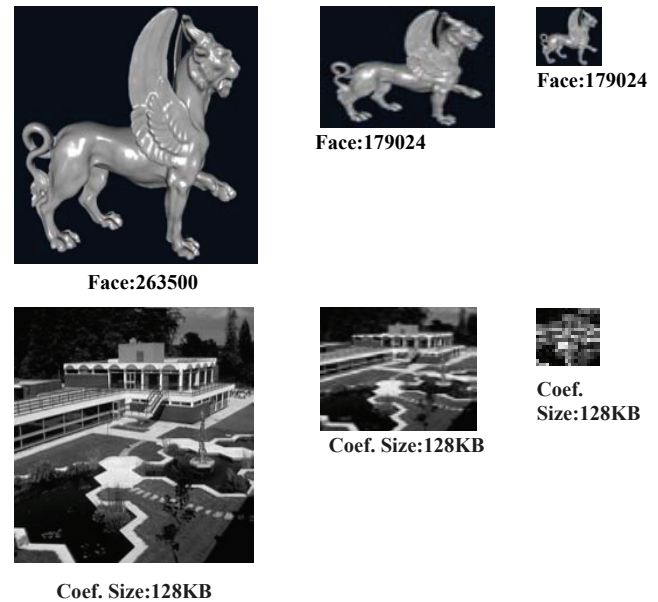 Face:179024
Face:179024
Face:263500
Coef.
Size:128KB
Coef. Size:128KB
Coef. Size:128KB